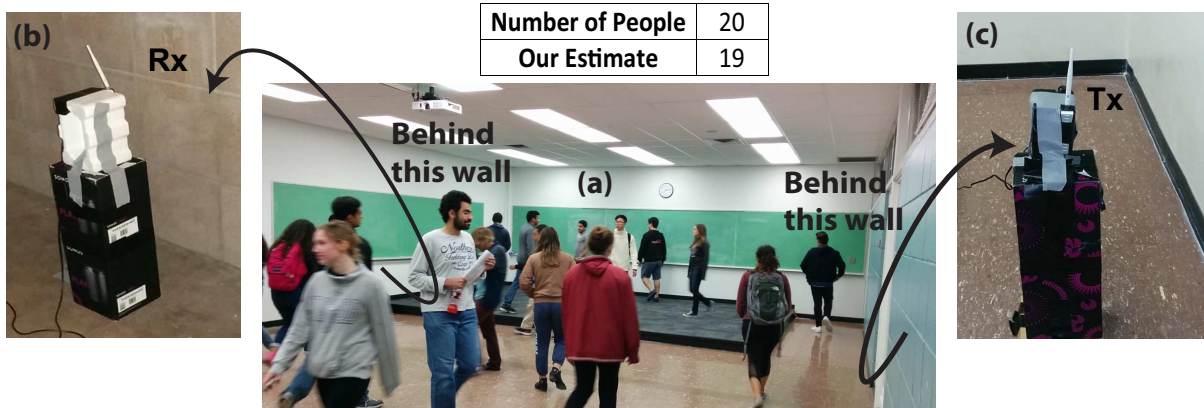 (b)
Rx
Number of People 20
Our Estimate 19
(c)
Tx
Behind
this wall
(a)
Behind
this wall